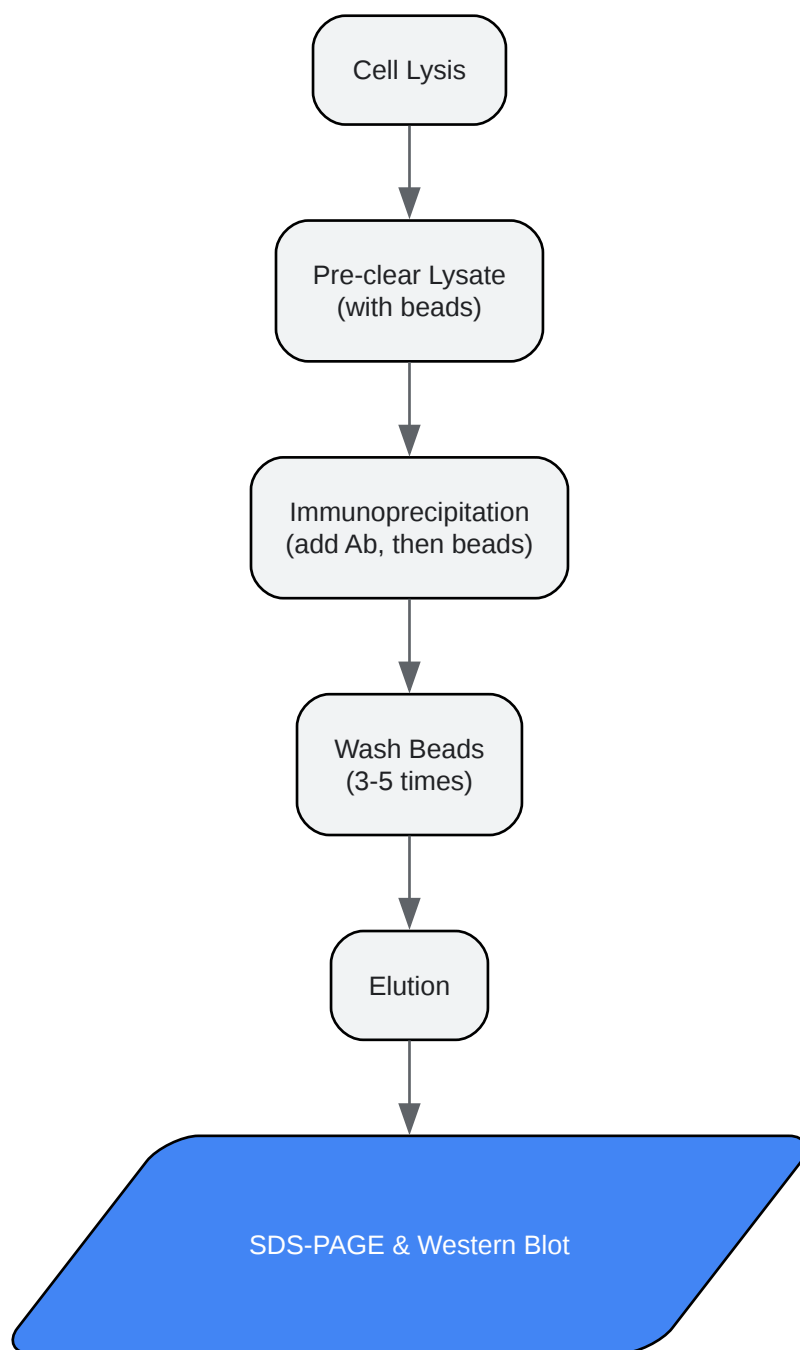 Cell Lysis
Pre-clear Lysate
(with beads)
Immunoprecipitation
(add Ab, then beads)
Wash Beads
(3-5 times)
Elution
SDS-PAGE & Western Blot